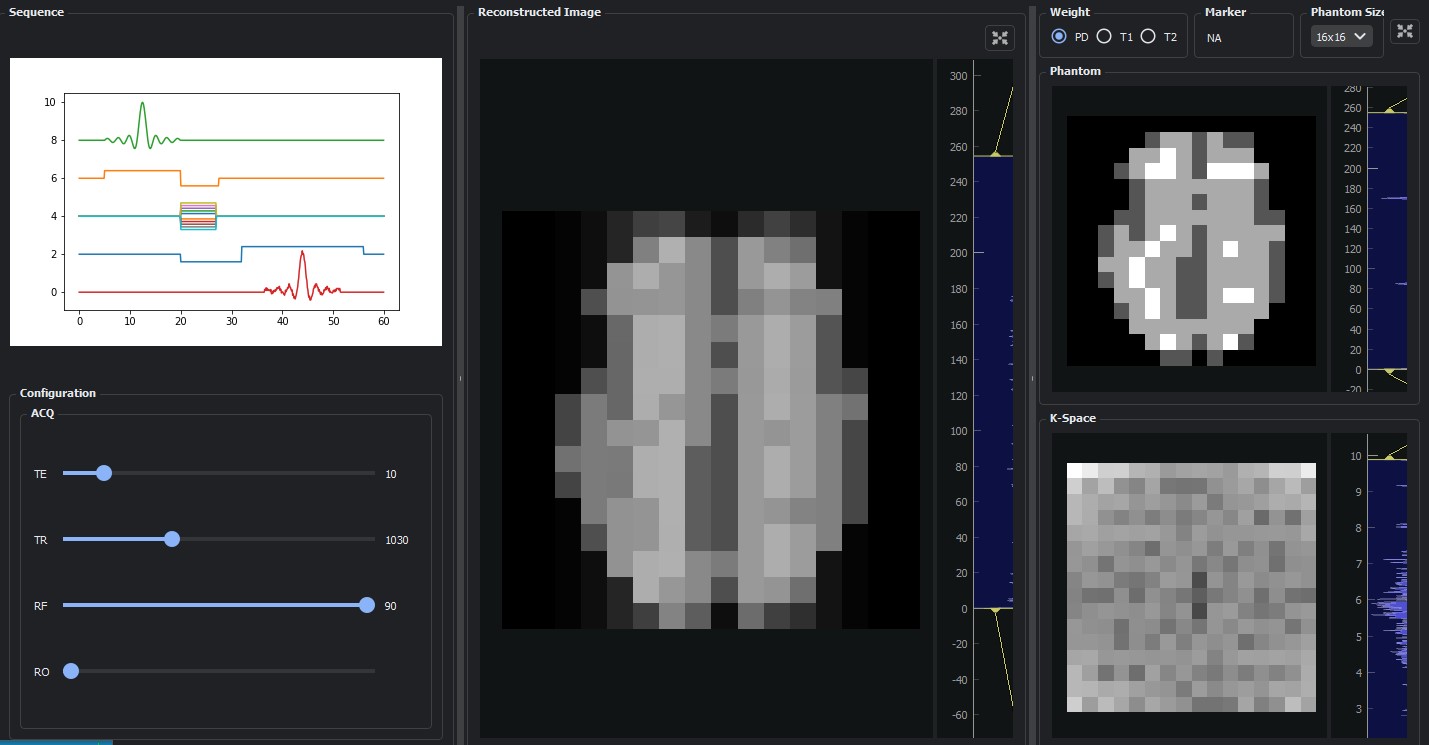 Sequence
10
8
6
4
2
0
0 10 20 30 40 50 60
Configuration
ACQ
TE 10
TR 1030
RF 90
RO
Reconstructed Image
300
280
260
240
220
200
180
160
140
120
100
80
60
40
20
0
-20
-40
-60
Weight
PD T1 T2
Marker
NA
Phantom Size
16x16
Phantom
280
260
240
220
200
180
160
140
120
100
80
60
40
20
0
-20
K-Space
10
9
8
7
6
5
4
3